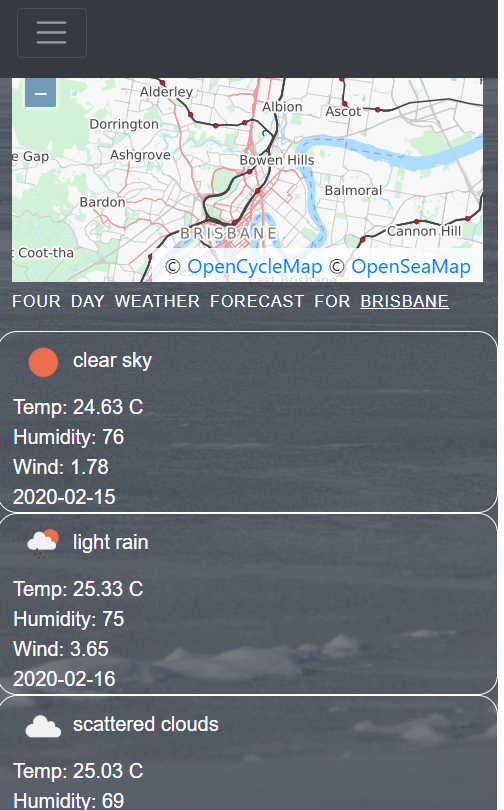 −
Alderley
Albion
Ascot
Dorrington
e Gap
Ashgrove
Bowen Hills
Balmoral
Bardon
BRISBANE
Cannon Hill
t Coot-tha
© OpenCycleMap © OpenSeaMap
East Brisbane
FOUR DAY WEATHER FORECAST FOR BRISBANE
clear sky
Temp: 24.63 C
Humidity: 76
Wind: 1.78
2020-02-15
light rain
Temp: 25.33 C
Humidity: 75
Wind: 3.65
2020-02-16
scattered clouds
Temp: 25.03 C
Humidity: 69